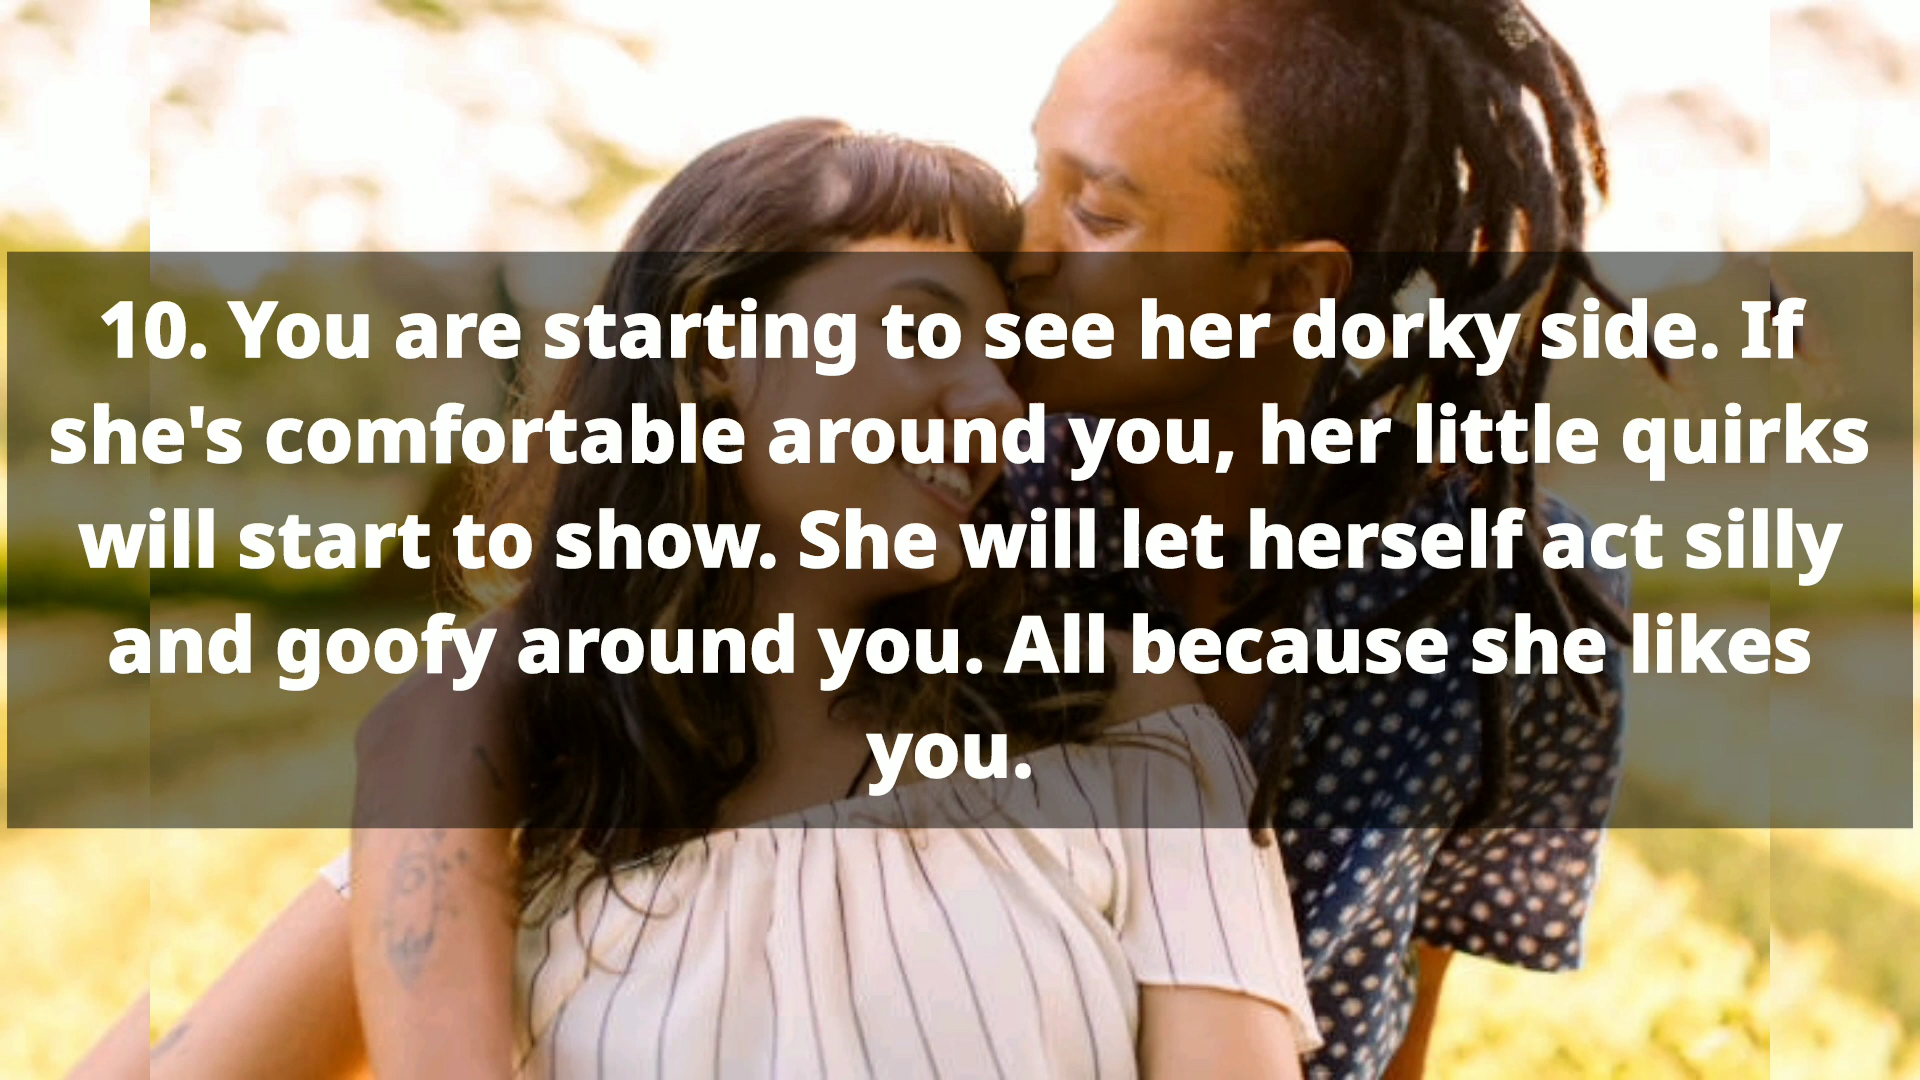 10. You are starting to see her dorky side. If
she's comfortable around you, her little quirks
will start to show. She will let herself act silly
and goofy around you. All because she likes
you.